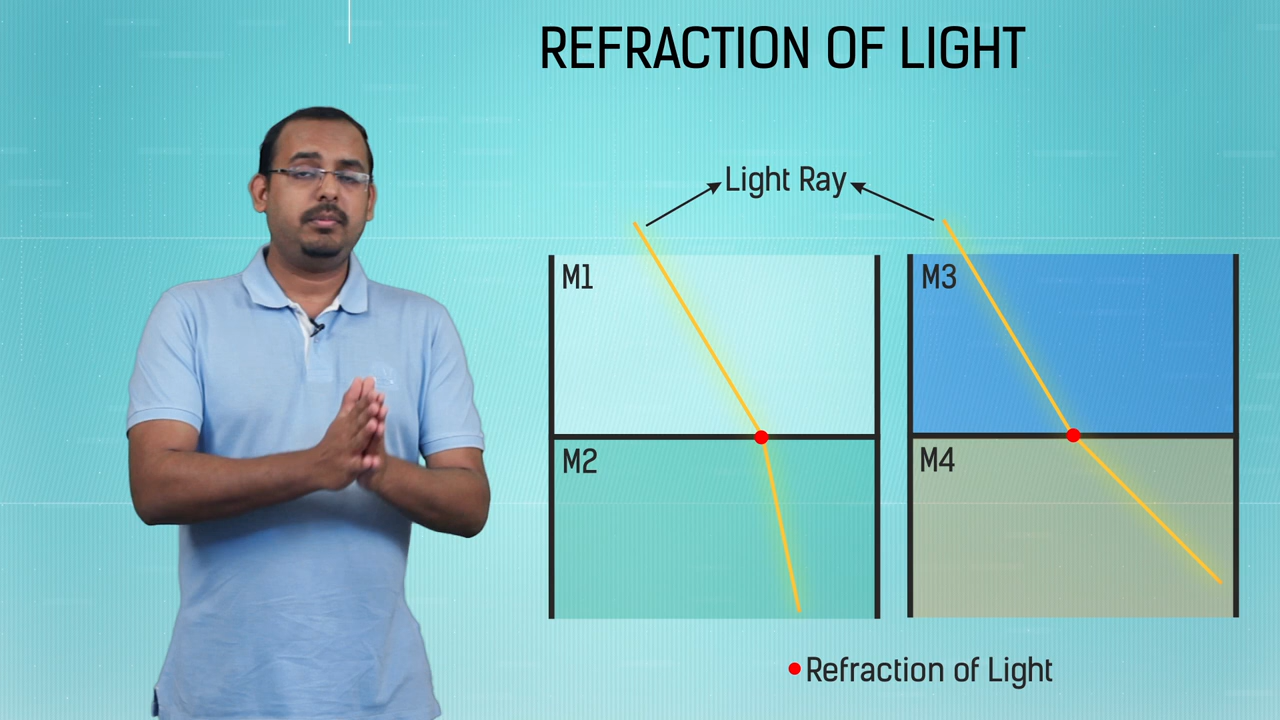 REFRACTION OF LIGHT
Light Ray
M1
M3
M2
M4
Refraction of Light